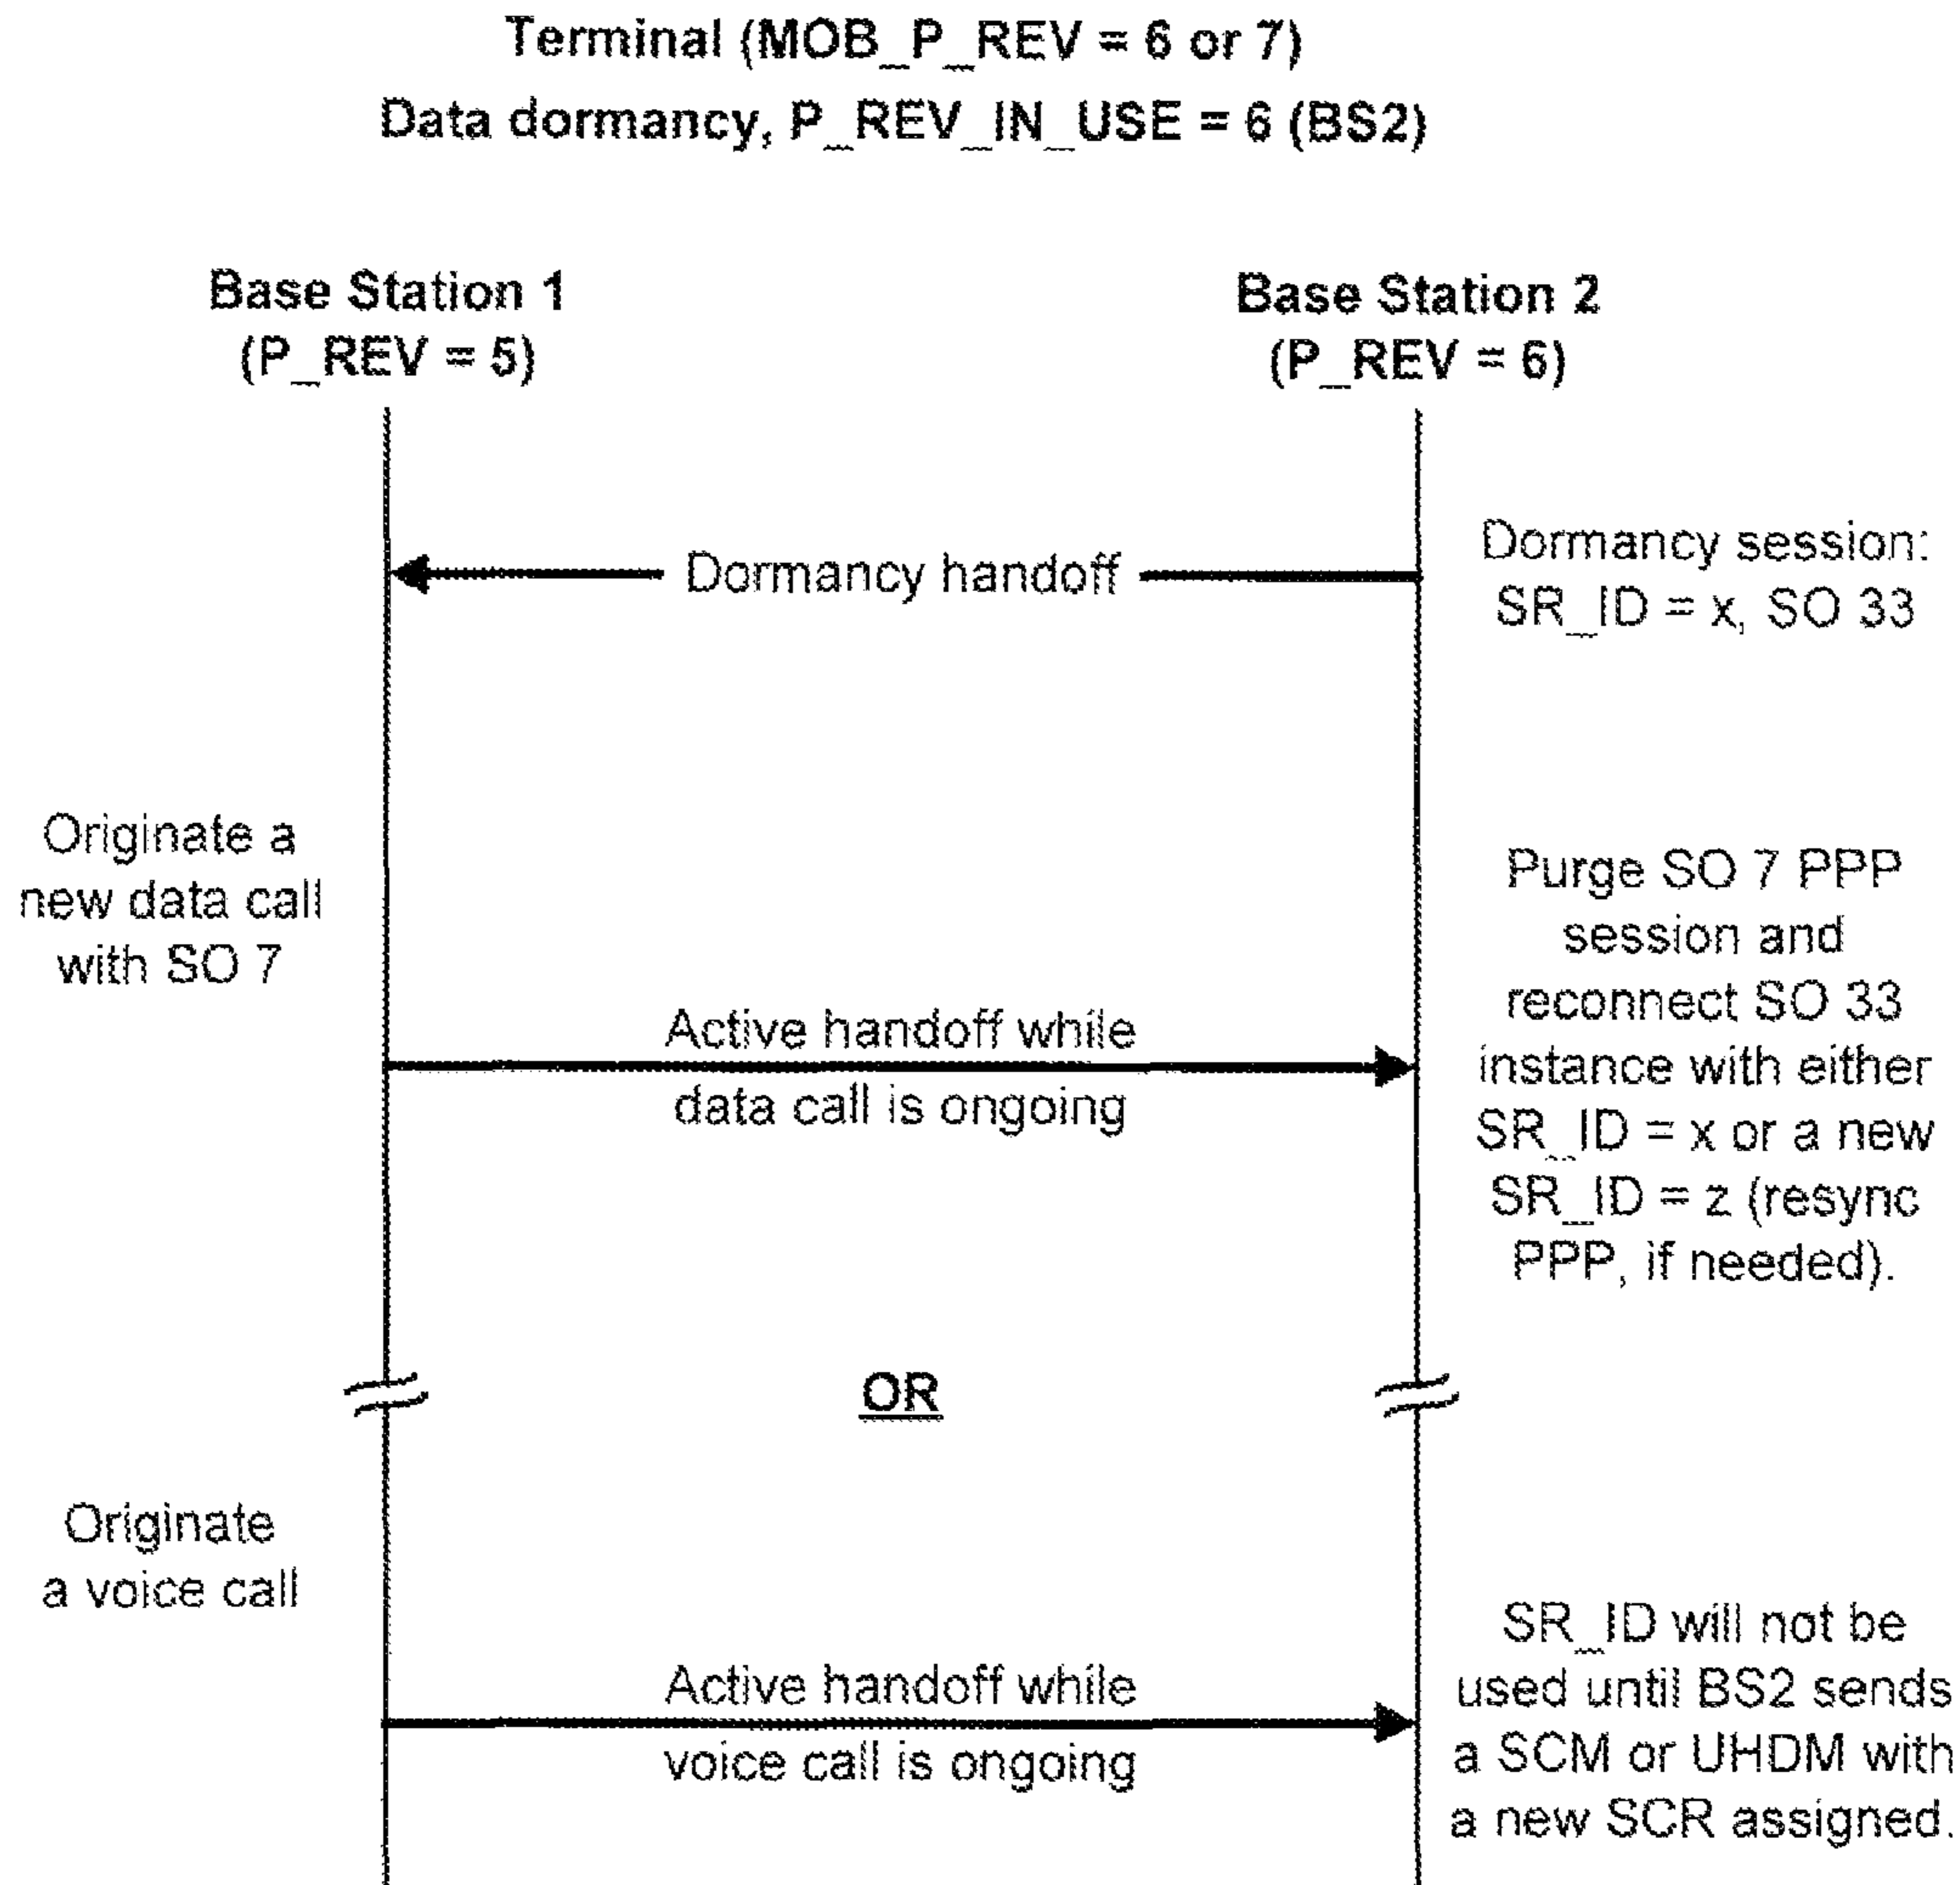 Terminal (MOB_P_REV = 6 or 7)
Data dormancy, P_REV_IN_USE = 6 (BS2)
Base Station 1
(P_REV = 5)
Base Station 2
(P_REV = 6)
Dormancy handoff
Dormancy session:
SR_ID = x, SO 33
Originate a
new data call
with SO 7
Active handoff while
data call is ongoing
Purge SO 7 PPP
session and
reconnect SO 33
instance with either
SR_ID = x or a new
SR_ID = z (resync
PPP, if needed).
OR
Originate
a voice call
Active handoff while
voice call is ongoing
SR_ID will not be
used until BS2 sends
a SCM or UHDM with
a new SCR assigned.